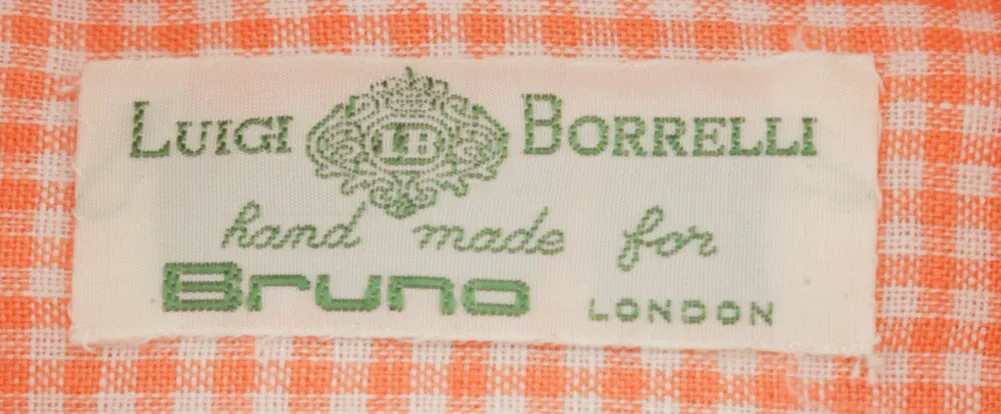 LUIGI LB BORRELLI
hand made for
Bruno LONDON